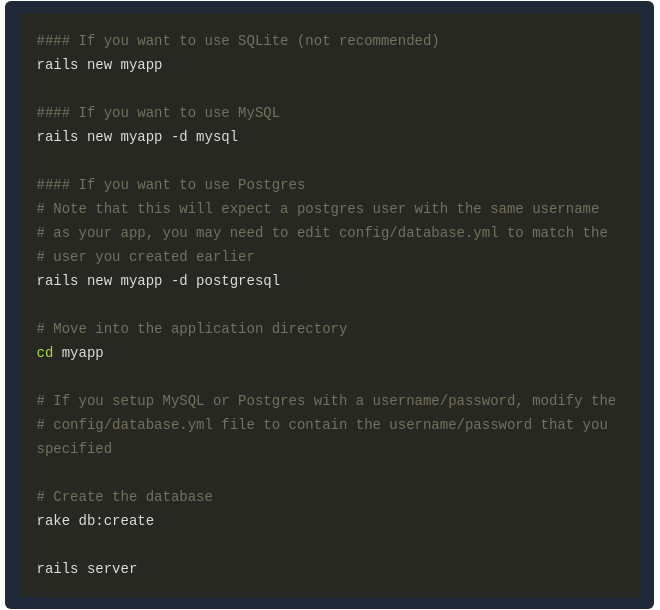 #### If you want to use SQLite (not recommended)
rails new myapp
#### If you want to use MySQL
rails new myapp -d mysql
#### If you want to use Postgres
# Note that this will expect a postgres user with the same username
# as your app, you may need to edit config/database.yml to match the
# user you created earlier
rails new myapp -d postgresql
# Move into the application directory
cd myapp
# If you setup MySQL or Postgres with a username/password, modify the
# config/database.yml file to contain the username/password that you
specified
# Create the database
rake db:create
rails server